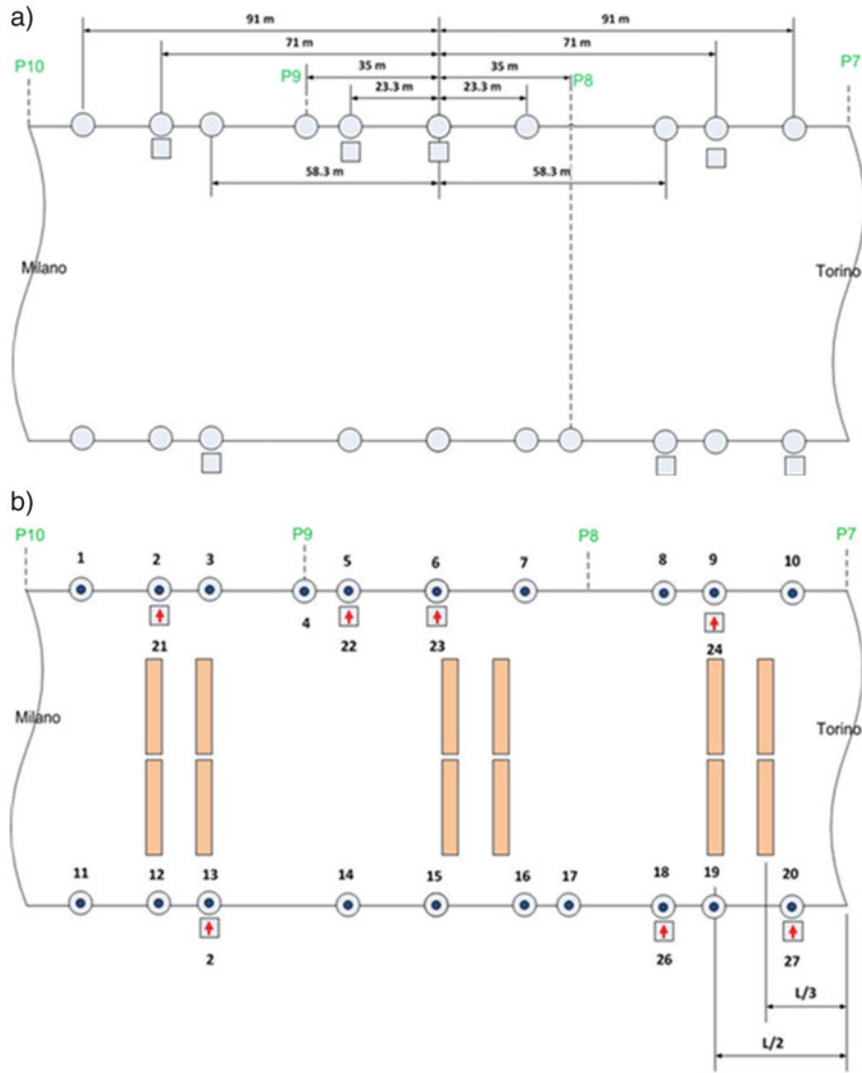 a)
91 m 91 m
71 m 71 m
P10 35 m 35 m P7
P9 P8
23.3 m 23.3 m
58.3 m 58.3 m
Milano Torino
b)
P10 P9 P8 P7
1 2 3 5 6 7 8 9 10
4
21 22 23 24
Milano Torino
11 12 13 14 15 16 17 18 19 20
2 26 27
L/3
L/2